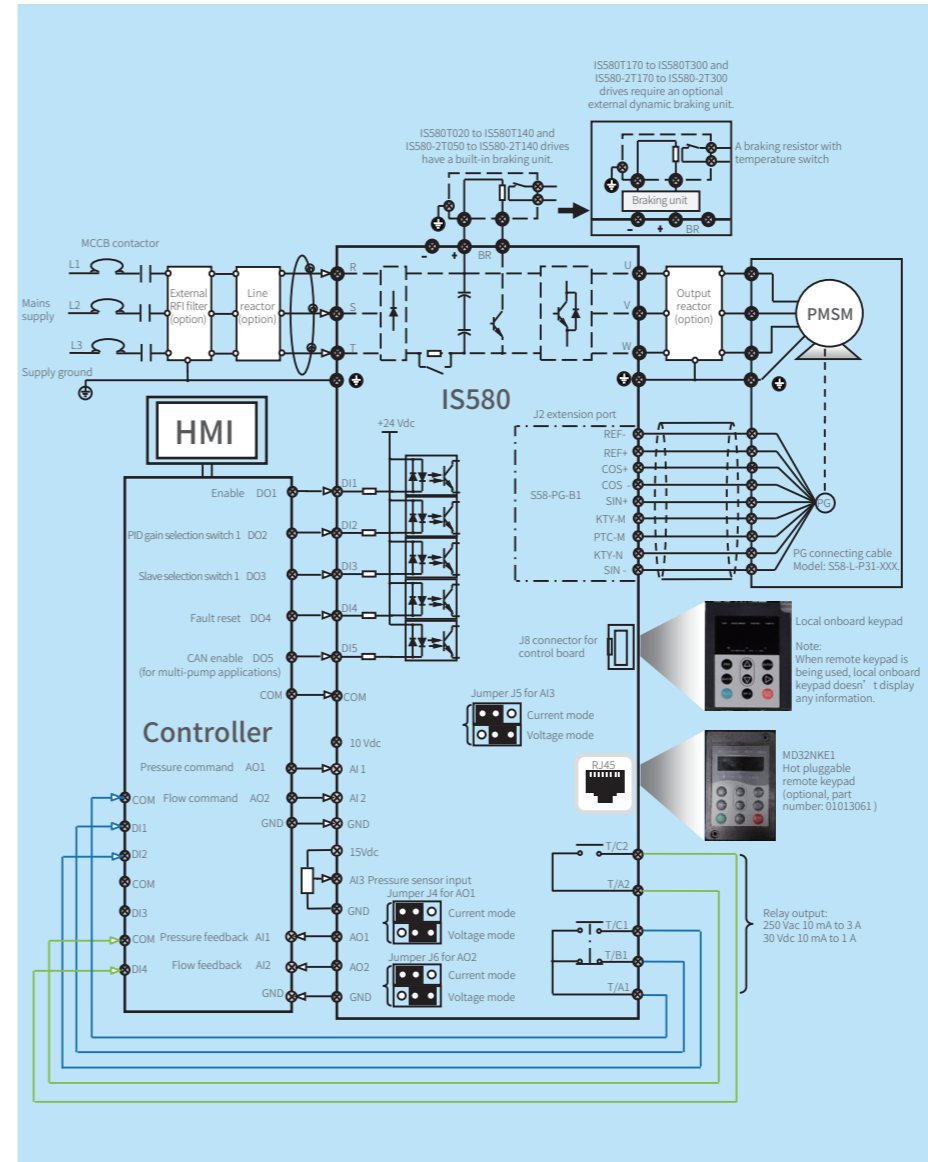 IS580T170 to IS580T300 and
IS580-2T170 to IS580-2T300
drives require an optional
external dynamic braking unit.
IS580T020 to IS580T140 and
IS580-2T050 to IS580-2T140 drives
have a built-in braking unit.
A braking resistor with
temperature switch
Braking unit
- + BR
- + BR
MCCB contactor
L1
L2
L3
Mains
supply
Supply ground
External
RFI filter
(option)
Line
reactor
(option)
R
S
T
U
V
W
Output
reactor
(option)
PMSM
IS580
HMI
+24 Vdc
J2 extension port
S58-PG-B1
REF-
REF+
COS+
COS -
SIN+
KTY-M
PTC-M
KTY-N
SIN -
PG
PG connecting cable
Model: S58-L-P31-XXX.
Enable DO1
DI1
PID gain selection switch 1 DO2
DI2
Slave selection switch 1 DO3
DI3
Fault reset DO4
DI4
CAN enable DO5
(for multi-pump applications)
DI5
COM
COM
Controller
10 Vdc
Pressure command AO1
AI 1
COM Flow command AO2
AI 2
GND
GND
DI1
DI2
COM
DI3
15Vdc
AI3 Pressure sensor input
GND
COM Pressure feedback AI1
AO1
DI4
Flow feedback AI2
AO2
GND
GND
Jumper J5 for AI3
Current mode
Voltage mode
Jumper J4 for AO1
Current mode
Voltage mode
Jumper J6 for AO2
Current mode
Voltage mode
J8 connector for
control board
Local onboard keypad
Note:
When remote keypad is
being used, local onboard
keypad doesn't display
any information.
RJ45
MD32NKE1
Hot pluggable
remote keypad
(optional, part
number: 01013061 )
T/C2
T/A2
T/C1
T/B1
T/A1
Relay output:
250 Vac 10 mA to 3 A
30 Vdc 10 mA to 1 A